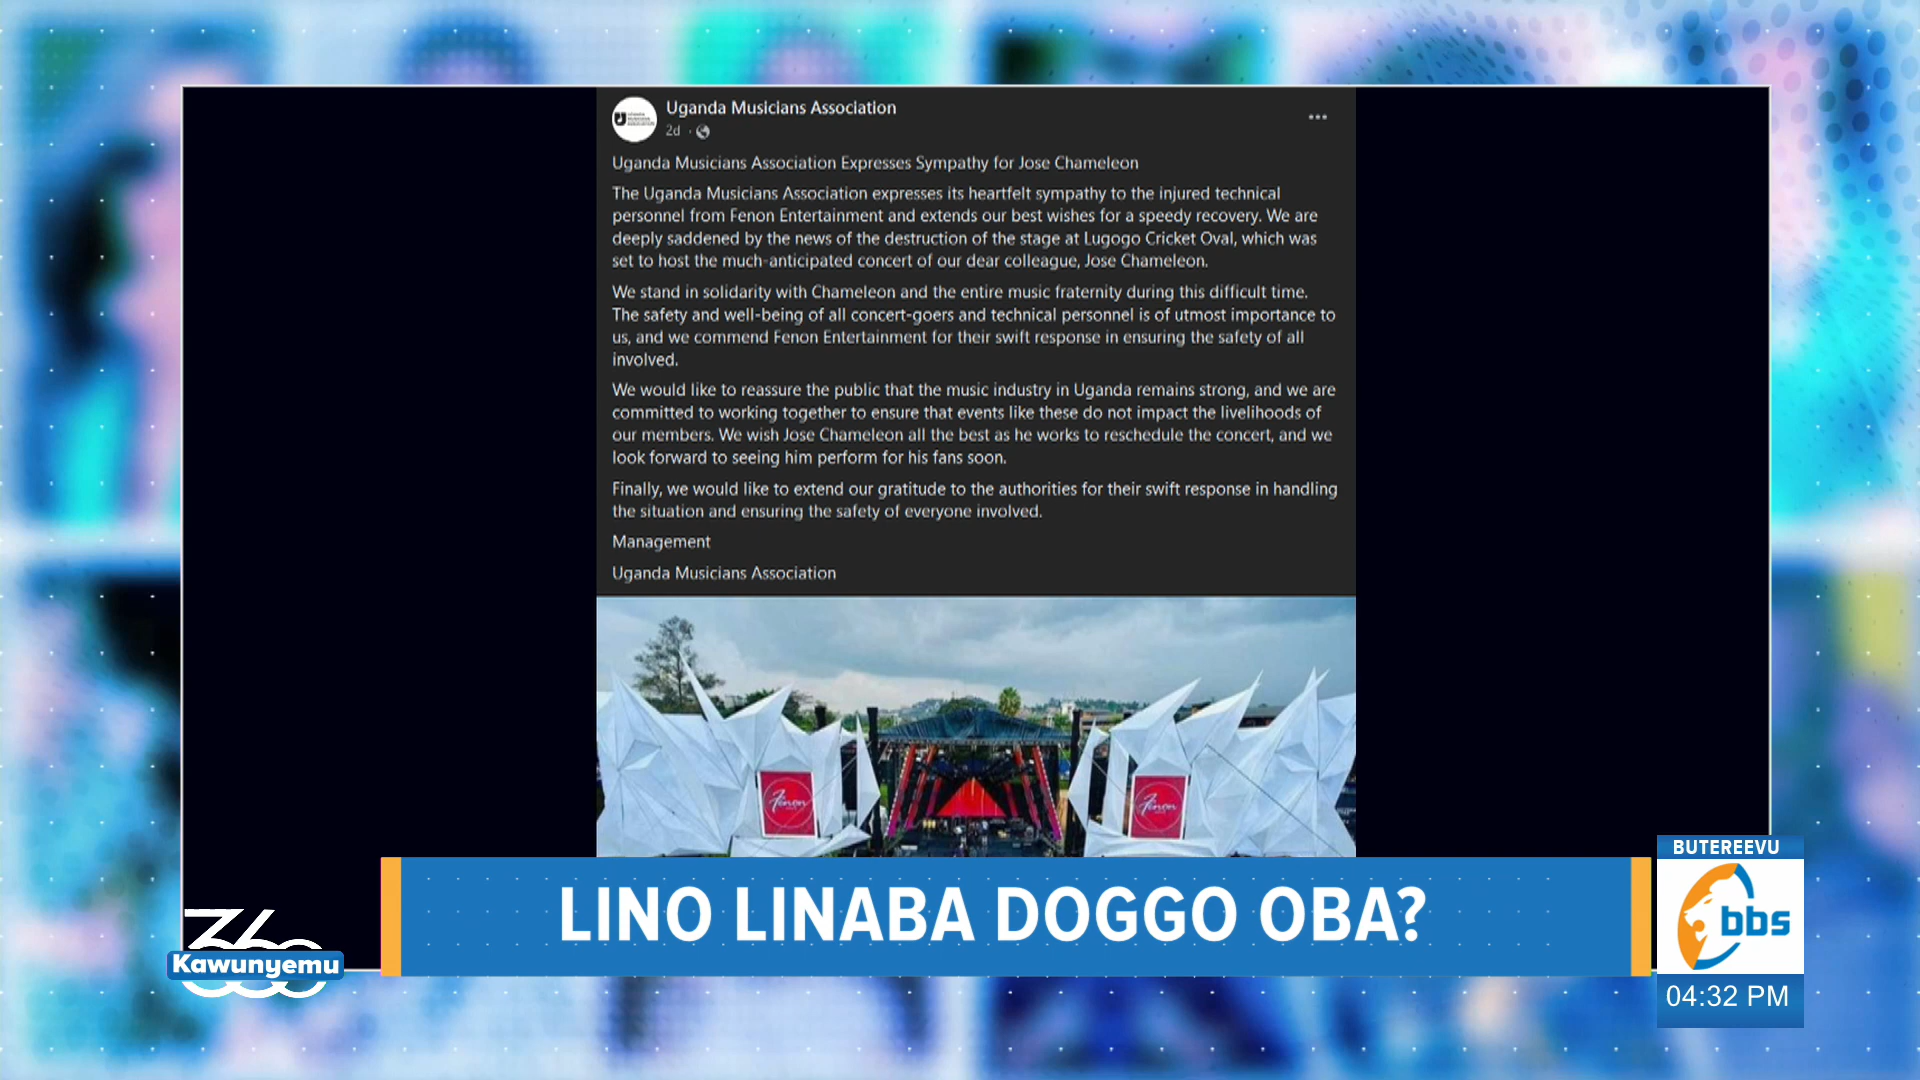 Uganda Musicians Association
2d
Uganda Musicians Association Expresses Sympathy for Jose Chameleon
The Uganda Musicians Association expresses its heartfelt sympathy to the injured technical
personnel from Fenon Entertainment and extends our best wishes for a speedy recovery. We are
deeply saddened by the news of the destruction of the stage at Lugogo Cricket Oval, which was
set to host the much-anticipated concert of our dear colleague, Jose Chameleon.
We stand in solidarity with Chameleon and the entire music fraternity during this difficult time.
The safety and well-being of all concert-goers and technical personnel is of utmost importance to
us, and we commend Fenon Entertainment for their swift response in ensuring the safety of all
involved.
We would like to reassure the public that the music industry in Uganda remains strong, and we are
committed to working together to ensure that events like these do not impact the livelihoods of
our members. We wish Jose Chameleon all the best as he works to reschedule the concert, and we
look forward to seeing him perform for his fans soon.
Finally, we would like to extend our gratitude to the authorities for their swift response in handling
the situation and ensuring the safety of everyone involved.
Management
Uganda Musicians Association
Fenon
Fenon
LINO LINABA DOGGO OBA?
360
Kawunyemu
BUTEREEVU
bbs
04:32 PM